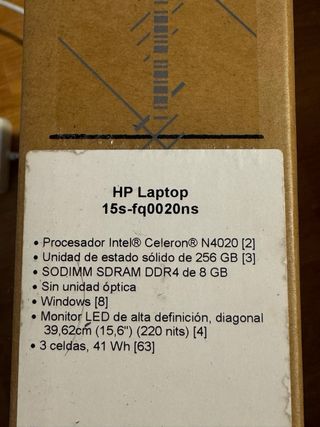 HP Laptop
15s-fq0020ns
• Procesador Intel® Celeron® N4020 [2]
• Unidad de estado sólido de 256 GB [3]
• SODIMM SDRAM DDR4 de 8 GB
• Sin unidad óptica
• Windows [8]
• Monitor LED de alta definición, diagonal
39,62cm (15,6") (220 nits) [4]
• 3 celdas, 41 Wh [63]